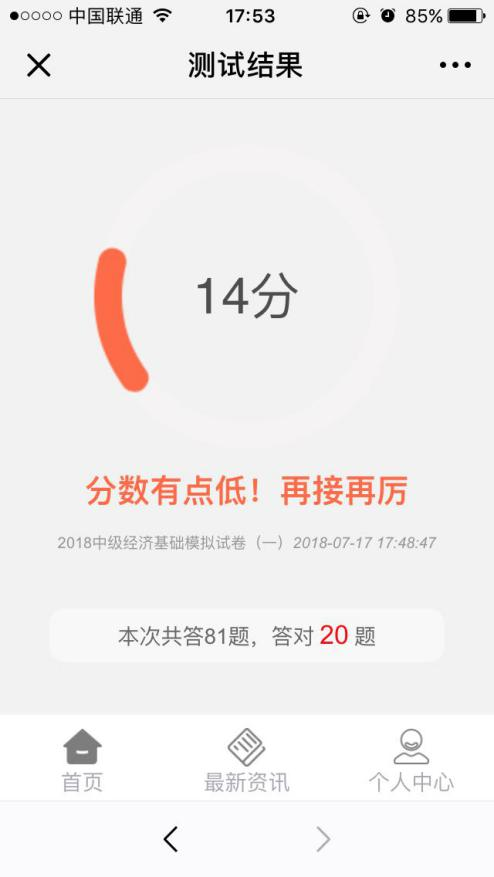 中国联通 17:53 85%
测试结果
14分
分数有点低！再接再厉
2018中级经济基础模拟试卷（一）2018-07-17 17:48:47
本次共答81题，答对 20 题
首页 最新资讯 个人中心